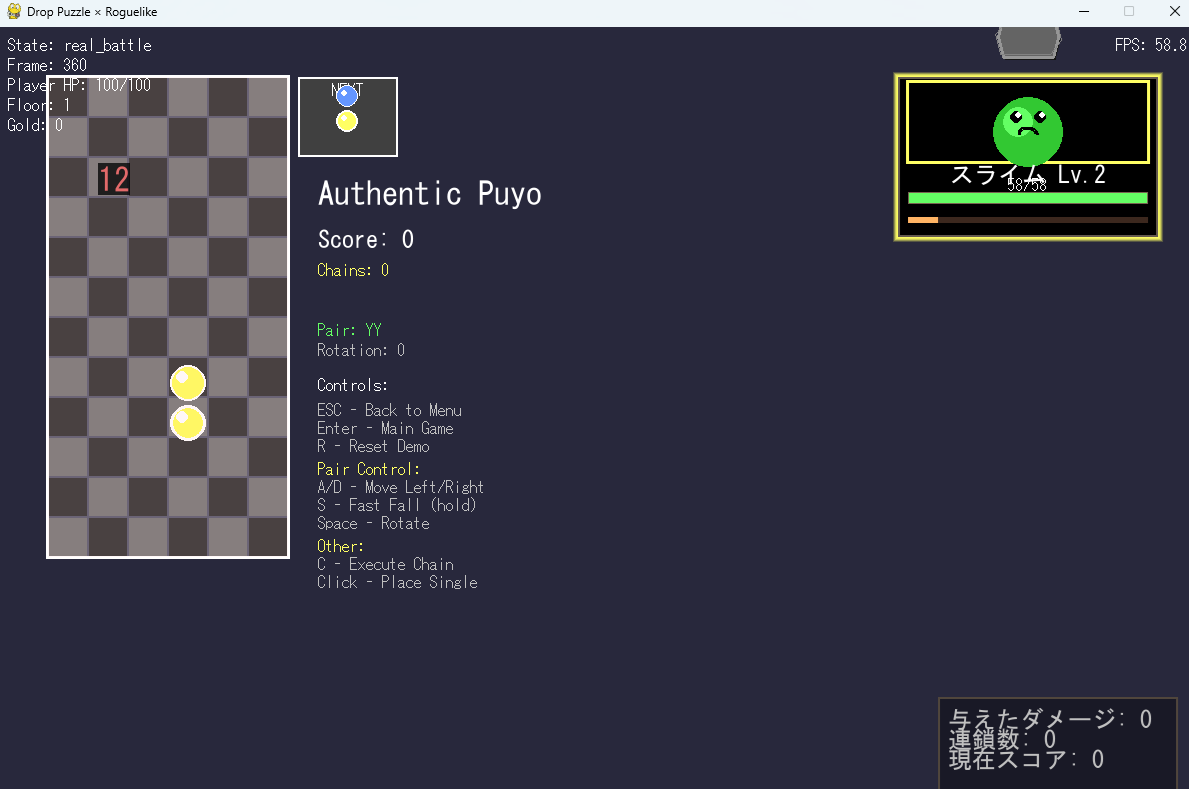 Drop Puzzle × Roguelike
State: real_battle
Frame: 360
Player HP: 100/100
Floor: 1
Gold: 0
FPS: 58.8
NEXT
12
スライム Lv.2
58/58
Authentic Puyo
Score: 0
Chains: 0
Pair: YY
Rotation: 0
Controls:
ESC - Back to Menu
Enter - Main Game
R - Reset Demo
Pair Control:
A/D - Move Left/Right
S - Fast Fall (hold)
Space - Rotate
Other:
C - Execute Chain
Click - Place Single
与えたダメージ: 0
連鎖数: 0
現在スコア: 0